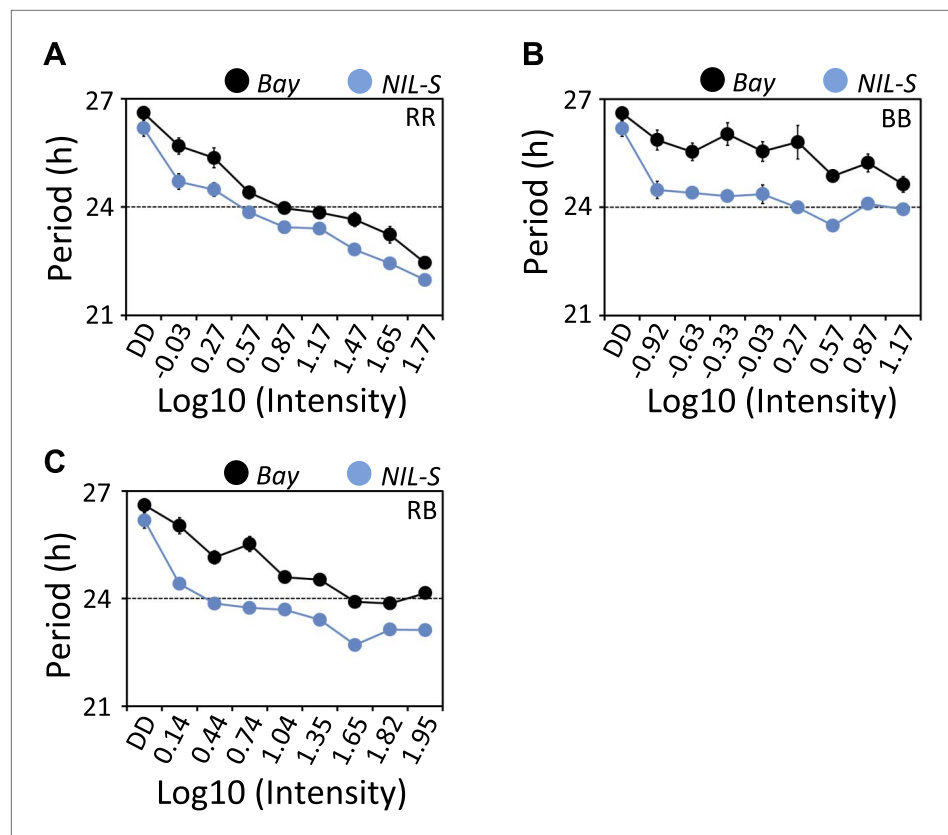 A
Bay NIL-S
27
RR
24
21
Period (h)
DD -0.03 0.27 0.57 0.87 1.17 1.47 1.65 1.77
Log10 (Intensity)
B
Bay NIL-S
27
BB
24
21
Period (h)
DD -0.92 -0.63 -0.33 -0.03 0.27 0.57 0.87 1.17
Log10 (Intensity)
C
Bay NIL-S
27
RB
24
21
Period (h)
DD 0.14 0.44 0.74 1.04 1.35 1.65 1.82 1.95
Log10 (Intensity)